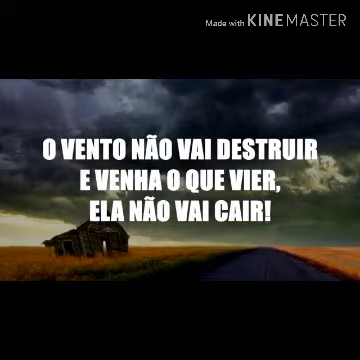 Made with KINEMASTER
O VENTO NÃO VAI DESTRUIR
E VENHA O QUE VIER,
ELA NÃO VAI CAIR!